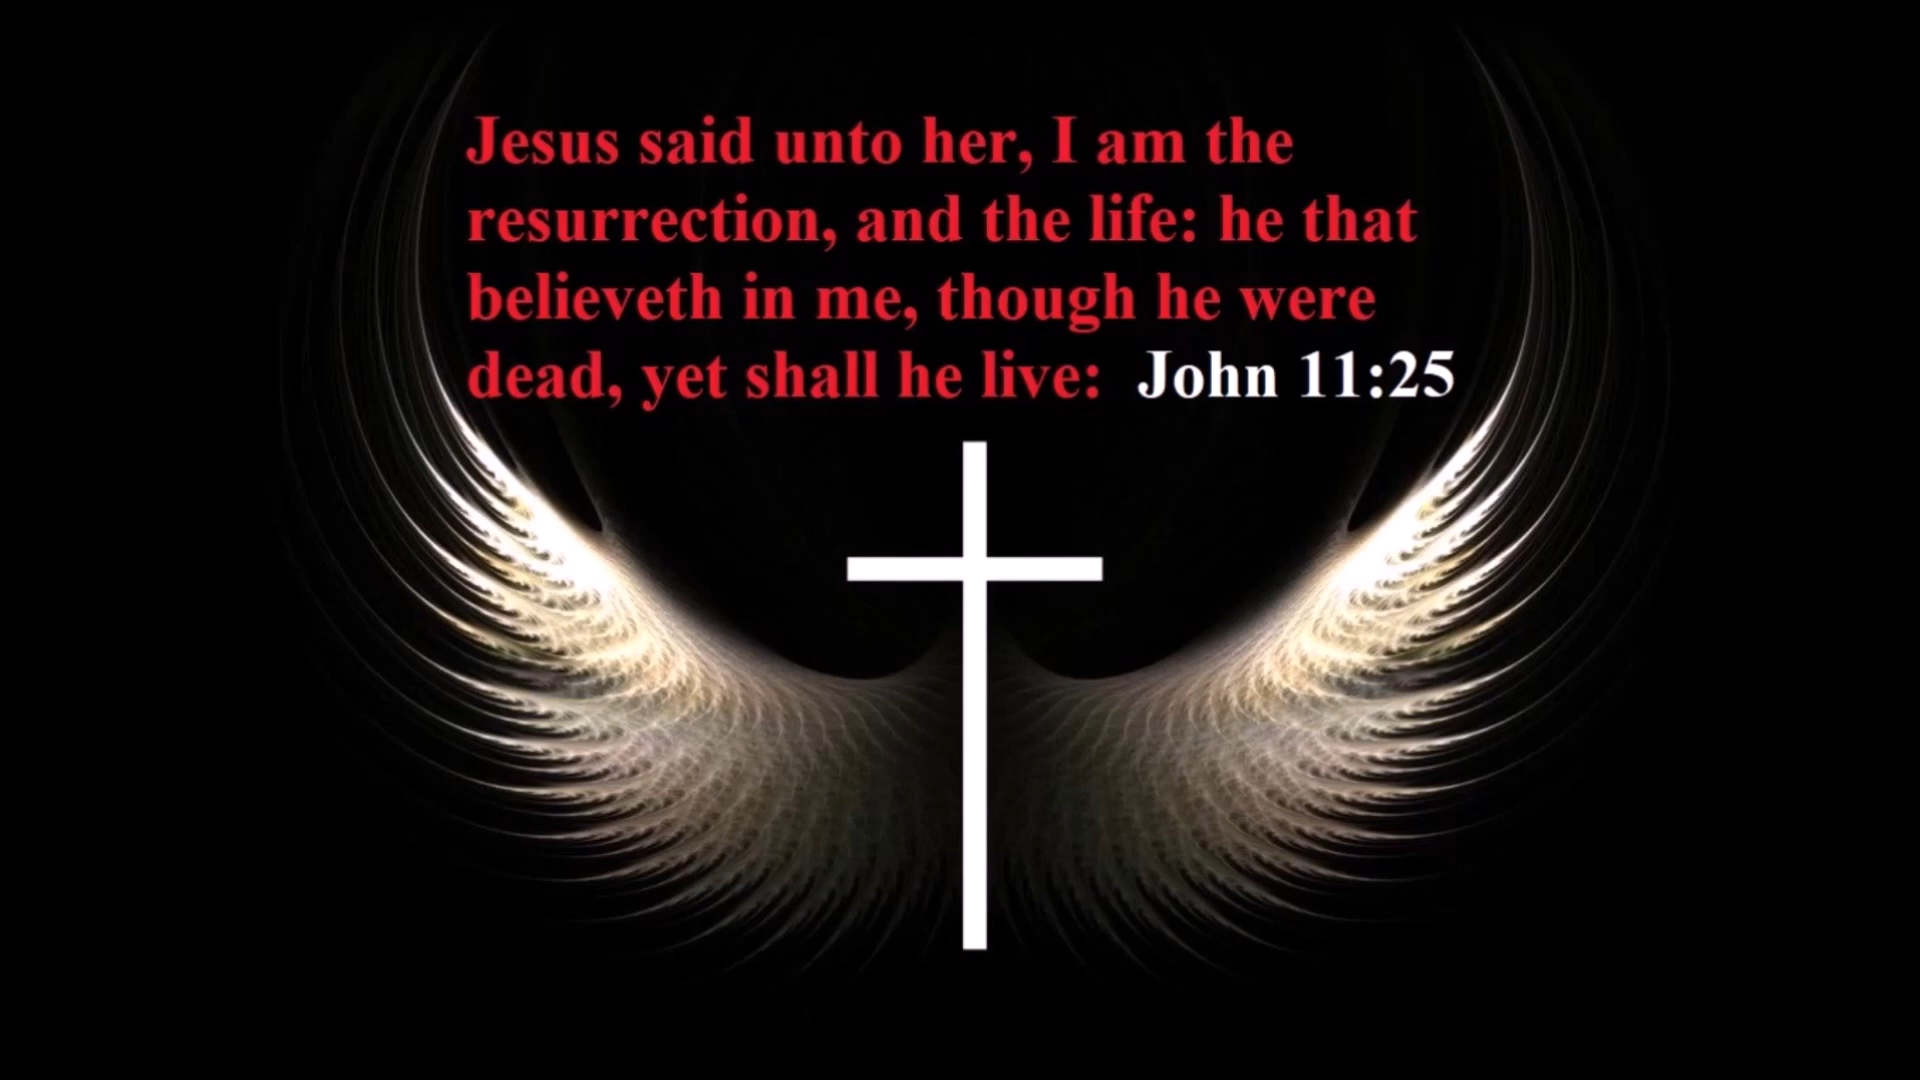 Jesus said unto her, I am the
resurrection, and the life: he that
believeth in me, though he were
dead, yet shall he live:  John 11:25